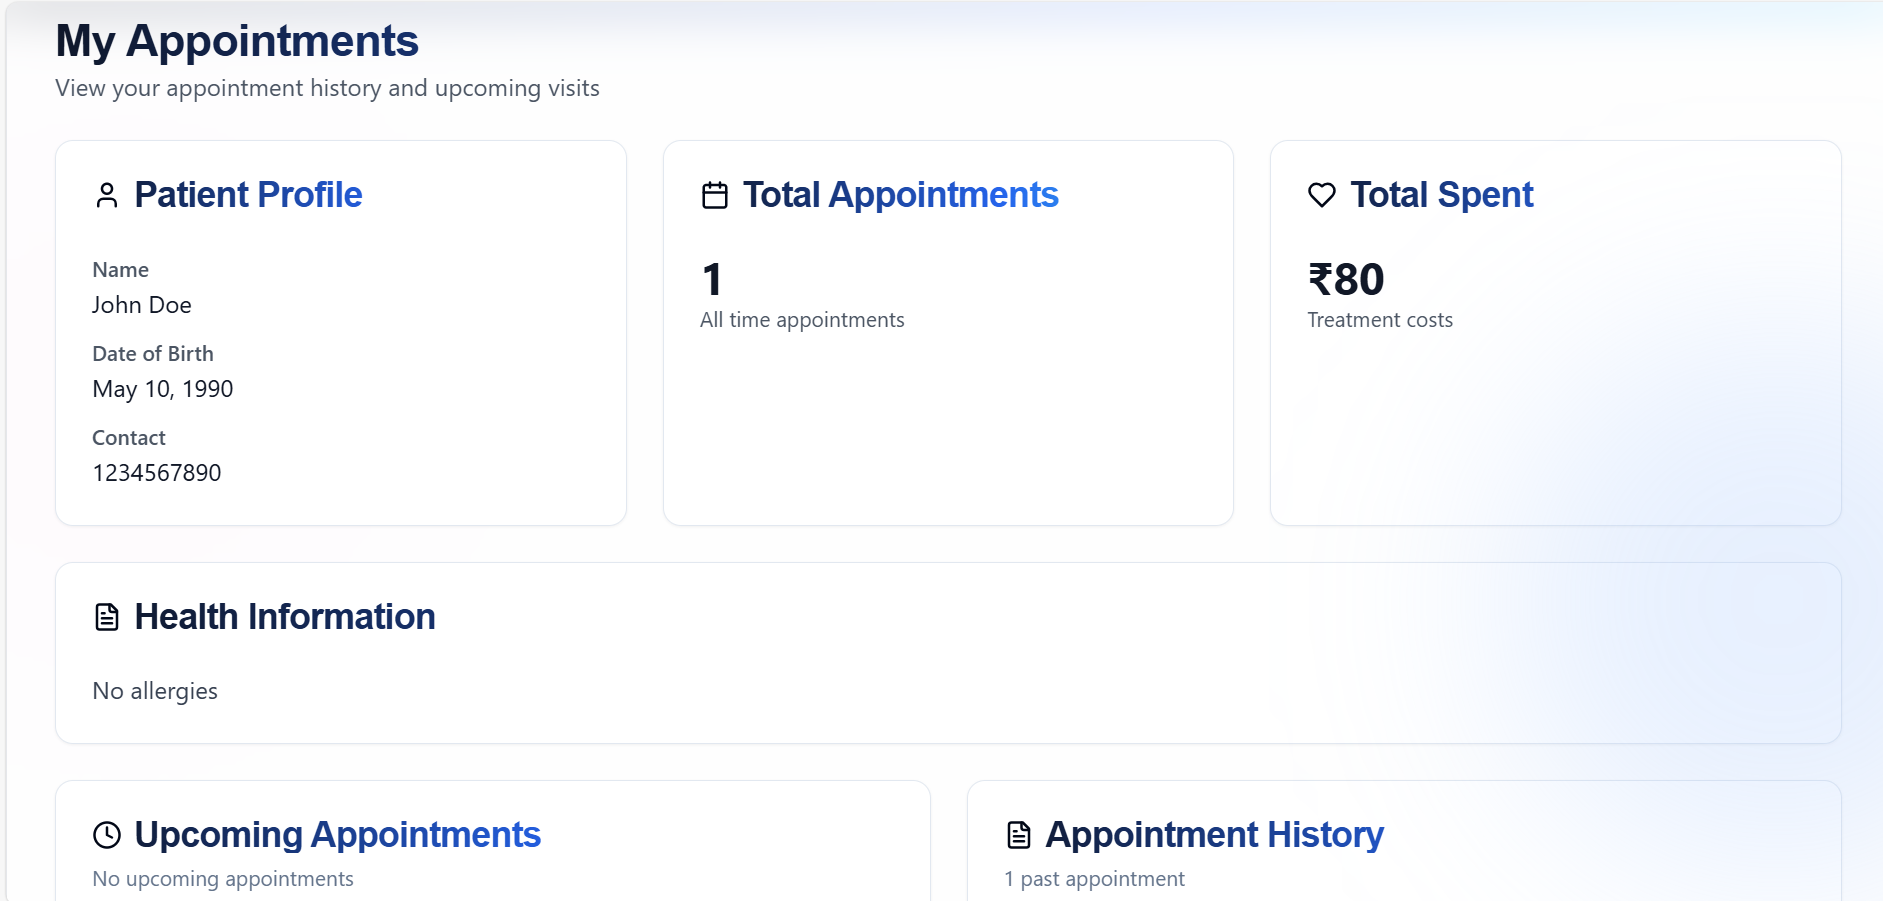 My Appointments
View your appointment history and upcoming visits
Patient Profile
Name
John Doe
Date of Birth
May 10, 1990
Contact
1234567890
Total Appointments
1
All time appointments
Total Spent
₹80
Treatment costs
Health Information
No allergies
Upcoming Appointments
No upcoming appointments
Appointment History
1 past appointment